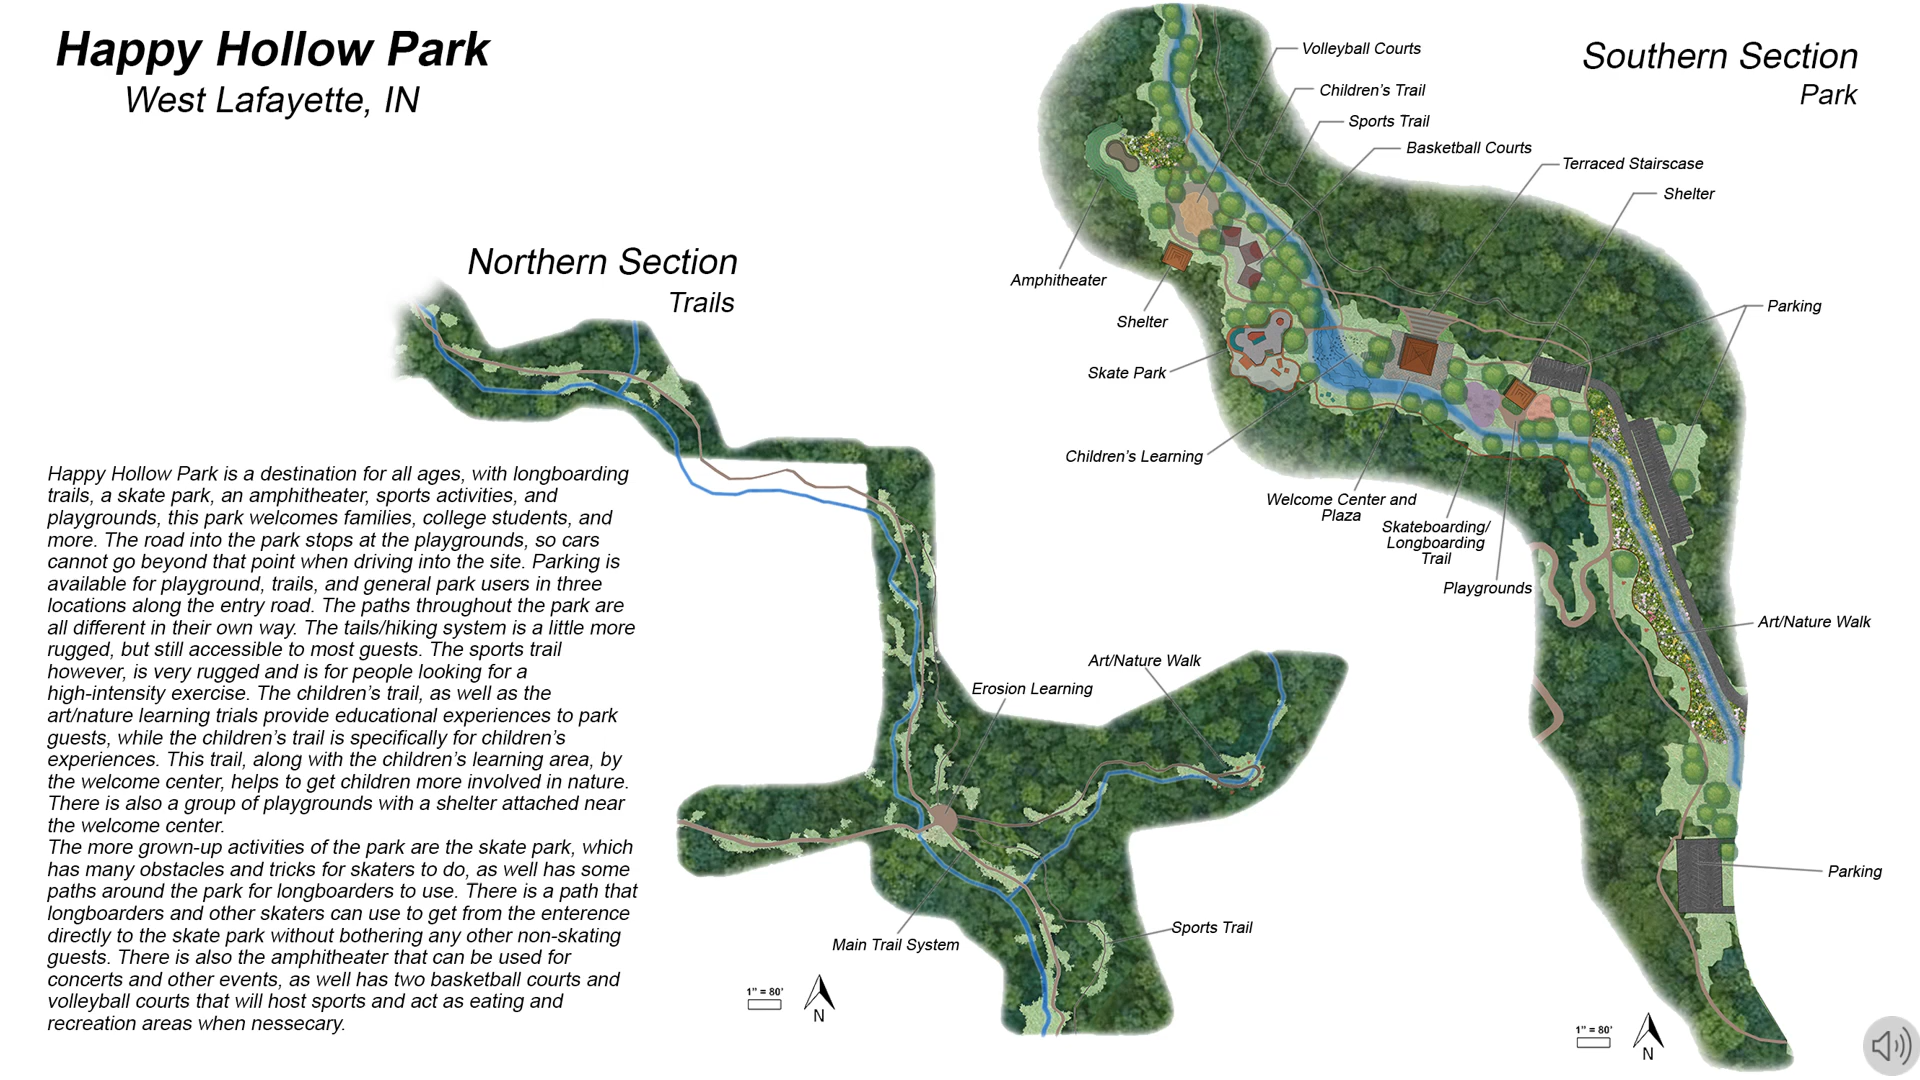 Happy Hollow Park
West Lafayette, IN
Southern Section
Park
Northern Section
Trails
Happy Hollow Park is a destination for all ages, with longboarding
trails, a skate park, an amphitheater, sports activities, and
playgrounds, this park welcomes families, college students, and
more. The road into the park stops at the playgrounds, so cars
cannot go beyond that point when driving into the site. Parking is
available for playground, trails, and general park users in three
locations along the entry road. The paths throughout the park are
all different in their own way. The tails/hiking system is a little more
rugged, but still accessible to most guests. The sports trail
however, is very rugged and is for people looking for a
high-intensity exercise. The children's trail, as well as the
art/nature learning trials provide educational experiences to park
guests, while the children's trail is specifically for children's
experiences. This trail, along with the children's learning area, by
the welcome center, helps to get children more involved in nature.
There is also a group of playgrounds with a shelter attached near
the welcome center.
The more grown-up activities of the park are the skate park, which
has many obstacles and tricks for skaters to do, as well has some
paths around the park for longboarders to use. There is a path that
longboarders and other skaters can use to get from the enterence
directly to the skate park without bothering any other non-skating
guests. There is also the amphitheater that can be used for
concerts and other events, as well has two basketball courts and
volleyball courts that will host sports and act as eating and
recreation areas when nessecary.
Erosion Learning
Art/Nature Walk
Main Trail System
Sports Trail
1" = 80'
N
Volleyball Courts
Children's Trail
Sports Trail
Basketball Courts
Terraced Stairscase
Shelter
Parking
Amphitheater
Shelter
Skate Park
Children's Learning
Welcome Center and
Plaza
Skateboarding/
Longboarding
Trail
Playgrounds
Art/Nature Walk
Parking
1" = 80'
N